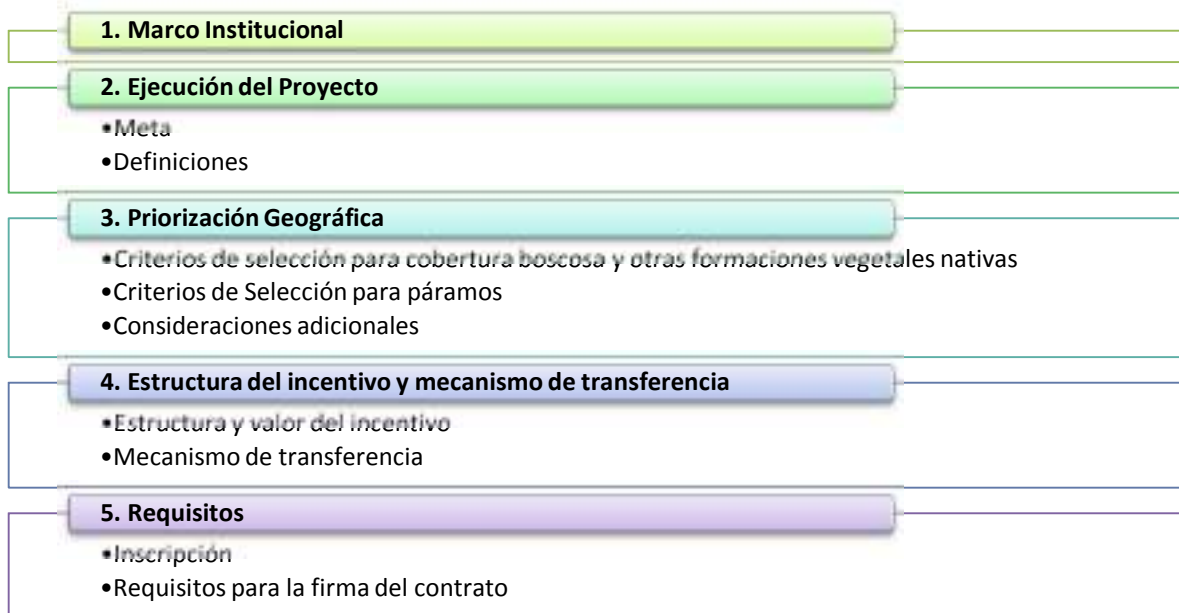 1. Marco Institucional
2. Ejecución del Proyecto
•Meta
•Definiciones
3. Priorización Geográfica
•Criterios de selección para cobertura boscosa y otras formaciones vegetales nativas
•Criterios de Selección para páramos
•Consideraciones adicionales
4. Estructura del incentivo y mecanismo de transferencia
•Estructura y valor del incentivo
•Mecanismo de transferencia
5. Requisitos
•Inscripción
•Requisitos para la firma del contrato